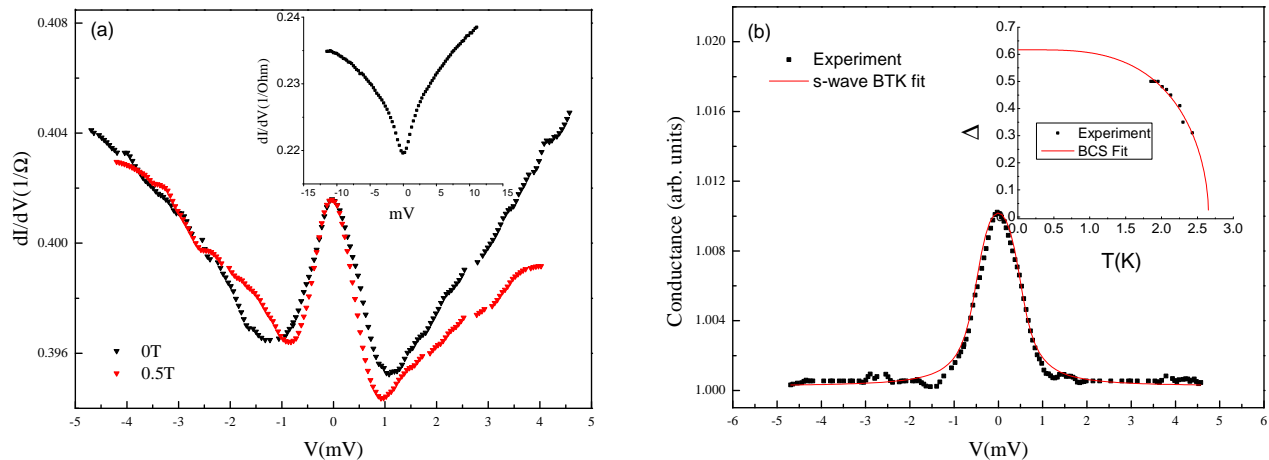 (a)
0.408
0.404
0.400
0.396
dI/dV(1/Ω)
-5 -4 -3 -2 -1 0 1 2 3 4 5
V(mV)
0T
0.5T
0.24
0.23
0.22
dI/dV(1/Ohm)
-15 -10 -5 0 5 10 15
mV
(b)
1.020
1.016
1.012
1.008
1.004
1.000
Conductance (arb. units)
-6 -5 -4 -3 -2 -1 0 1 2 3 4 5 6
V(mV)
Experiment
s-wave BTK fit
0.7
0.6
0.5
0.4
0.3
0.2
0.1
0.0
Δ
0.0 0.5 1.0 1.5 2.0 2.5 3.0
T(K)
Experiment
BCS Fit